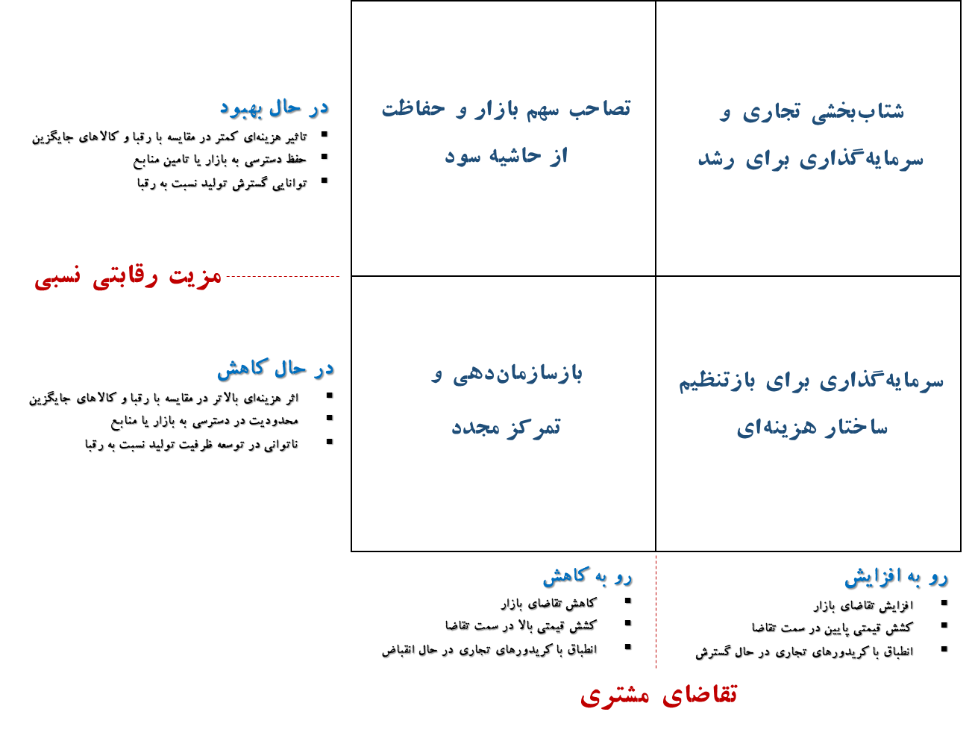 شتاب‌بخشی تجاری و
سرمایه‌گذاری برای رشد
تصاحب سهم بازار و حفاظت
از حاشیه سود
در حال بهبود
تاثیر هزینه‌ای کمتر در مقایسه با رقبا و کالاهای جایگزین
حفظ دسترسی به بازار یا تامین منابع
توانایی گسترش تولید نسبت به رقبا
مزیت رقابتی نسبی
سرمایه‌گذاری برای بازتنظیم
ساختار هزینه‌ای
بازسازمان‌دهی و
تمرکز مجدد
در حال کاهش
اثر هزینه‌ای بالاتر در مقایسه با رقبا و کالاهای جایگزین
محدودیت در دسترسی به بازار یا منابع
ناتوانی در توسعه ظرفیت تولید نسبت به رقبا
رو به افزایش
افزایش تقاضای بازار
کشش قیمتی پایین در سمت تقاضا
انطباق با کریدورهای تجاری در حال گسترش
رو به کاهش
کاهش تقاضای بازار
کشش قیمتی بالا در سمت تقاضا
انطباق با کریدورهای تجاری در حال انقباض
تقاضای مشتری